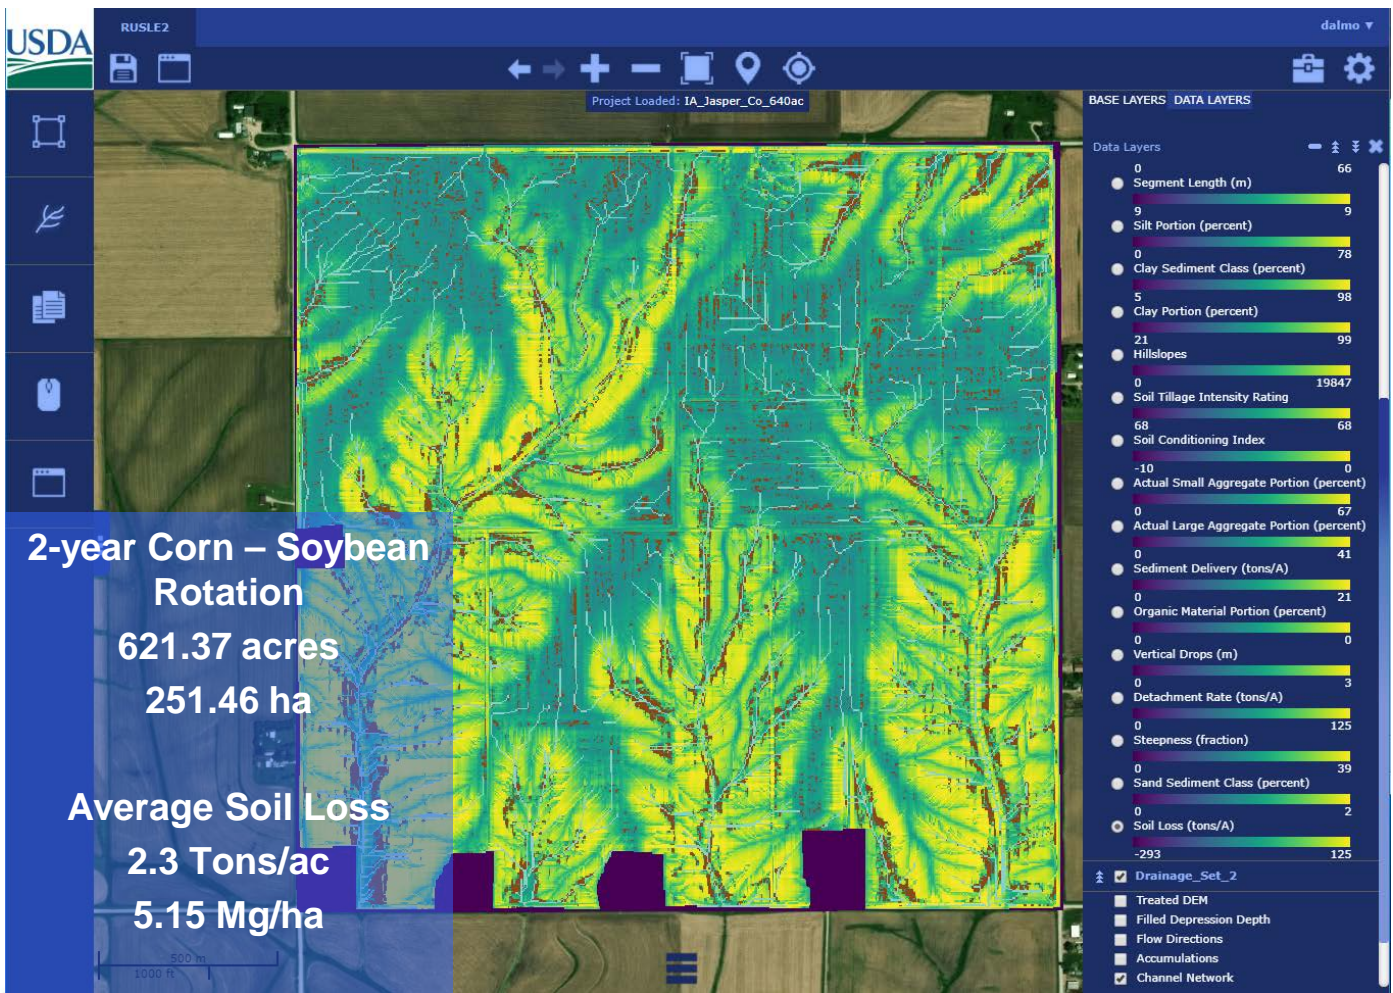 USDA
RUSLE2
dalmo ▼
Project Loaded: IA_Jasper_Co_640ac
BASE LAYERS DATA LAYERS
Data Layers
0 66
Segment Length (m)
9 9
Silt Portion (percent)
0 78
Clay Sediment Class (percent)
5 98
Clay Portion (percent)
21 99
Hillslopes
0 19847
Soil Tillage Intensity Rating
68 68
Soil Conditioning Index
-10 0
Actual Small Aggregate Portion (percent)
0 67
Actual Large Aggregate Portion (percent)
0 41
Sediment Delivery (tons/A)
0 21
Organic Material Portion (percent)
0 0
Vertical Drops (m)
0 3
Detachment Rate (tons/A)
0 125
Steepness (fraction)
0 39
Sand Sediment Class (percent)
0 2
Soil Loss (tons/A)
-293 125
Drainage_Set_2
Treated DEM
Filled Depression Depth
Flow Directions
Accumulations
Channel Network
2-year Corn – Soybean
Rotation
621.37 acres
251.46 ha
Average Soil Loss
2.3 Tons/ac
5.15 Mg/ha
500 m
1000 ft